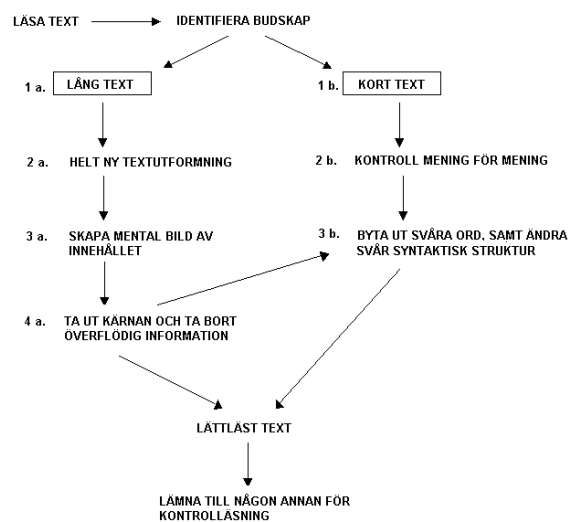 LÄSA TEXT
IDENTIFIERA BUDSKAP
1 a. LÅNG TEXT
1 b. KORT TEXT
2 a. HELT NY TEXTUTFORMNING
2 b. KONTROLL MENING FÖR MENING
3 a. SKAPA MENTAL BILD AV
INNEHÅLLET
3 b. BYTA UT SVÅRA ORD, SAMT ÄNDRA
SVÅR SYNTAKTISK STRUKTUR
4 a. TA UT KÄRNAN OCH TA BORT
ÖVERFLÖDIG INFORMATION
LÄTTLÄST TEXT
LÄMNA TILL NÅGON ANNAN FÖR
KONTROLLÄSNING